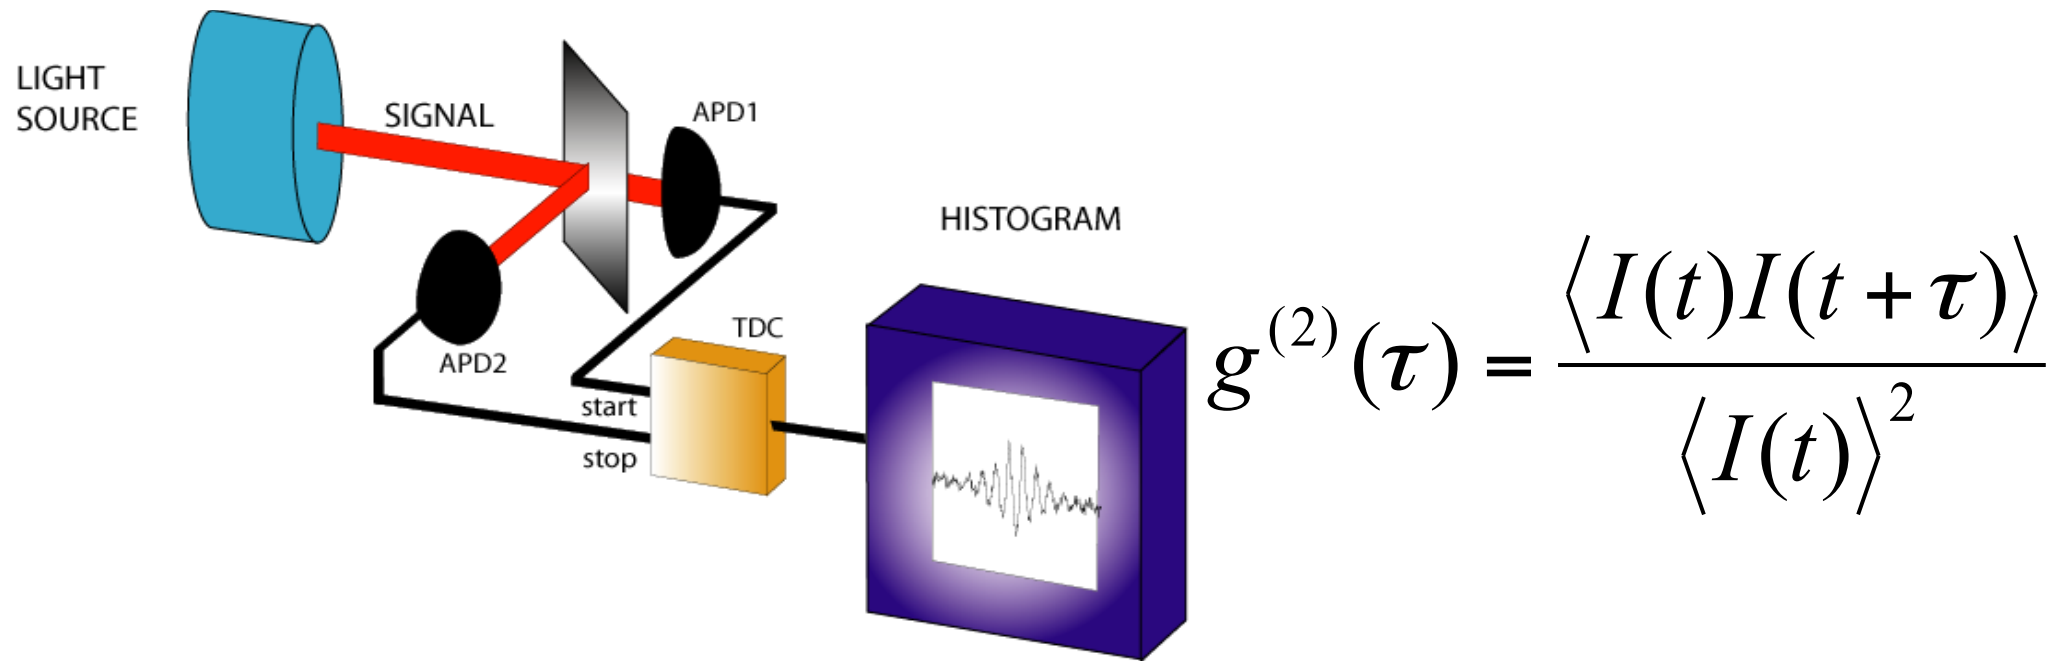 LIGHT
SOURCE
SIGNAL
APD1
APD2
TDC
start
stop
HISTOGRAM
g⁽²⁾(τ) = ⟨I(t)I(t + τ)⟩ / ⟨I(t)⟩²